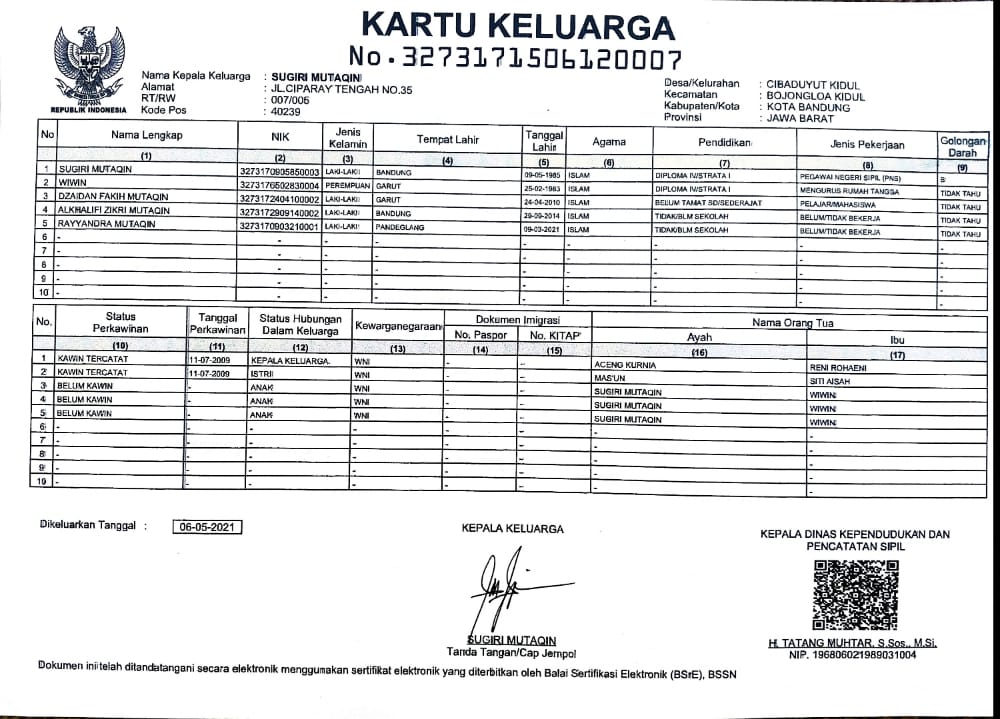 KARTU KELUARGA
No. 3273171506120007
REPUBLIK INDONESIA
Nama Kepala Keluarga : SUGIRI MUTAQIN
Alamat : JL.CIPARAY TENGAH NO.35
RT/RW : 007/006
Kode Pos : 40239
Desa/Kelurahan : CIBADUYUT KIDUL
Kecamatan : BOJONGLOA KIDUL
Kabupaten/Kota : KOTA BANDUNG
Provinsi : JAWA BARAT
No Nama Lengkap NIK Jenis Kelamin Tempat Lahir Tanggal Lahir Agama Pendidikan Jenis Pekerjaan Golongan Darah
(1) (2) (3) (4) (5) (6) (7) (8) (9)
1 SUGIRI MUTAQIN 3273170905850003 LAKI-LAKI BANDUNG 09-05-1985 ISLAM DIPLOMA IV/STRATA I PEGAWAI NEGERI SIPIL (PNS) B
2 WIWIN 3273176502830004 PEREMPUAN GARUT 25-02-1983 ISLAM DIPLOMA IV/STRATA I MENGURUS RUMAH TANGGA TIDAK TAHU
3 DZAIDAN FAKIH MUTAQIN 3273172404100002 LAKI-LAKI GARUT 24-04-2010 ISLAM BELUM TAMAT SD/SEDERAJAT PELAJAR/MAHASISWA TIDAK TAHU
4 ALKHALIFI ZIKRI MUTAQIN 3273172909140002 LAKI-LAKI BANDUNG 29-09-2014 ISLAM TIDAK/BLM SEKOLAH BELUM/TIDAK BEKERJA TIDAK TAHU
5 RAYYANDRA MUTAQIN 3273170903210001 LAKI-LAKI PANDEGLANG 09-03-2021 ISLAM TIDAK/BLM SEKOLAH BELUM/TIDAK BEKERJA TIDAK TAHU
6 - - - - - - - - -
7 - - - - - - - - -
8 - - - - - - - - -
9 - - - - - - - - -
10 - - - - - - - - -
No. Status Perkawinan Tanggal Perkawinan Status Hubungan Dalam Keluarga Kewarganegaraan Dokumen Imigrasi Nama Orang Tua
No. Paspor No. KITAP Ayah Ibu
(10) (11) (12) (13) (14) (15) (16) (17)
1 KAWIN TERCATAT 11-07-2009 KEPALA KELUARGA WNI - - ACENG KURNIA RENI ROHAENI
2 KAWIN TERCATAT 11-07-2009 ISTRI WNI - - MAS'UN SITI AISAH
3 BELUM KAWIN - ANAK WNI - - SUGIRI MUTAQIN WIWIN
4 BELUM KAWIN - ANAK WNI - - SUGIRI MUTAQIN WIWIN
5 BELUM KAWIN - ANAK WNI - - SUGIRI MUTAQIN WIWIN
6 - - - - - - - -
7 - - - - - - - -
8 - - - - - - - -
9 - - - - - - - -
10 - - - - - - - -
Dikeluarkan Tanggal : 06-05-2021
KEPALA KELUARGA
SUGIRI MUTAQIN
Tanda Tangan/Cap Jempol
KEPALA DINAS KEPENDUDUKAN DAN
PENCATATAN SIPIL
H. TATANG MUHTAR, S.Sos., M.Si.
NIP. 196806021989031004
Dokumen ini telah ditandatangani secara elektronik menggunakan sertifikat elektronik yang diterbitkan oleh Balai Sertifikasi Elektronik (BSrE), BSSN